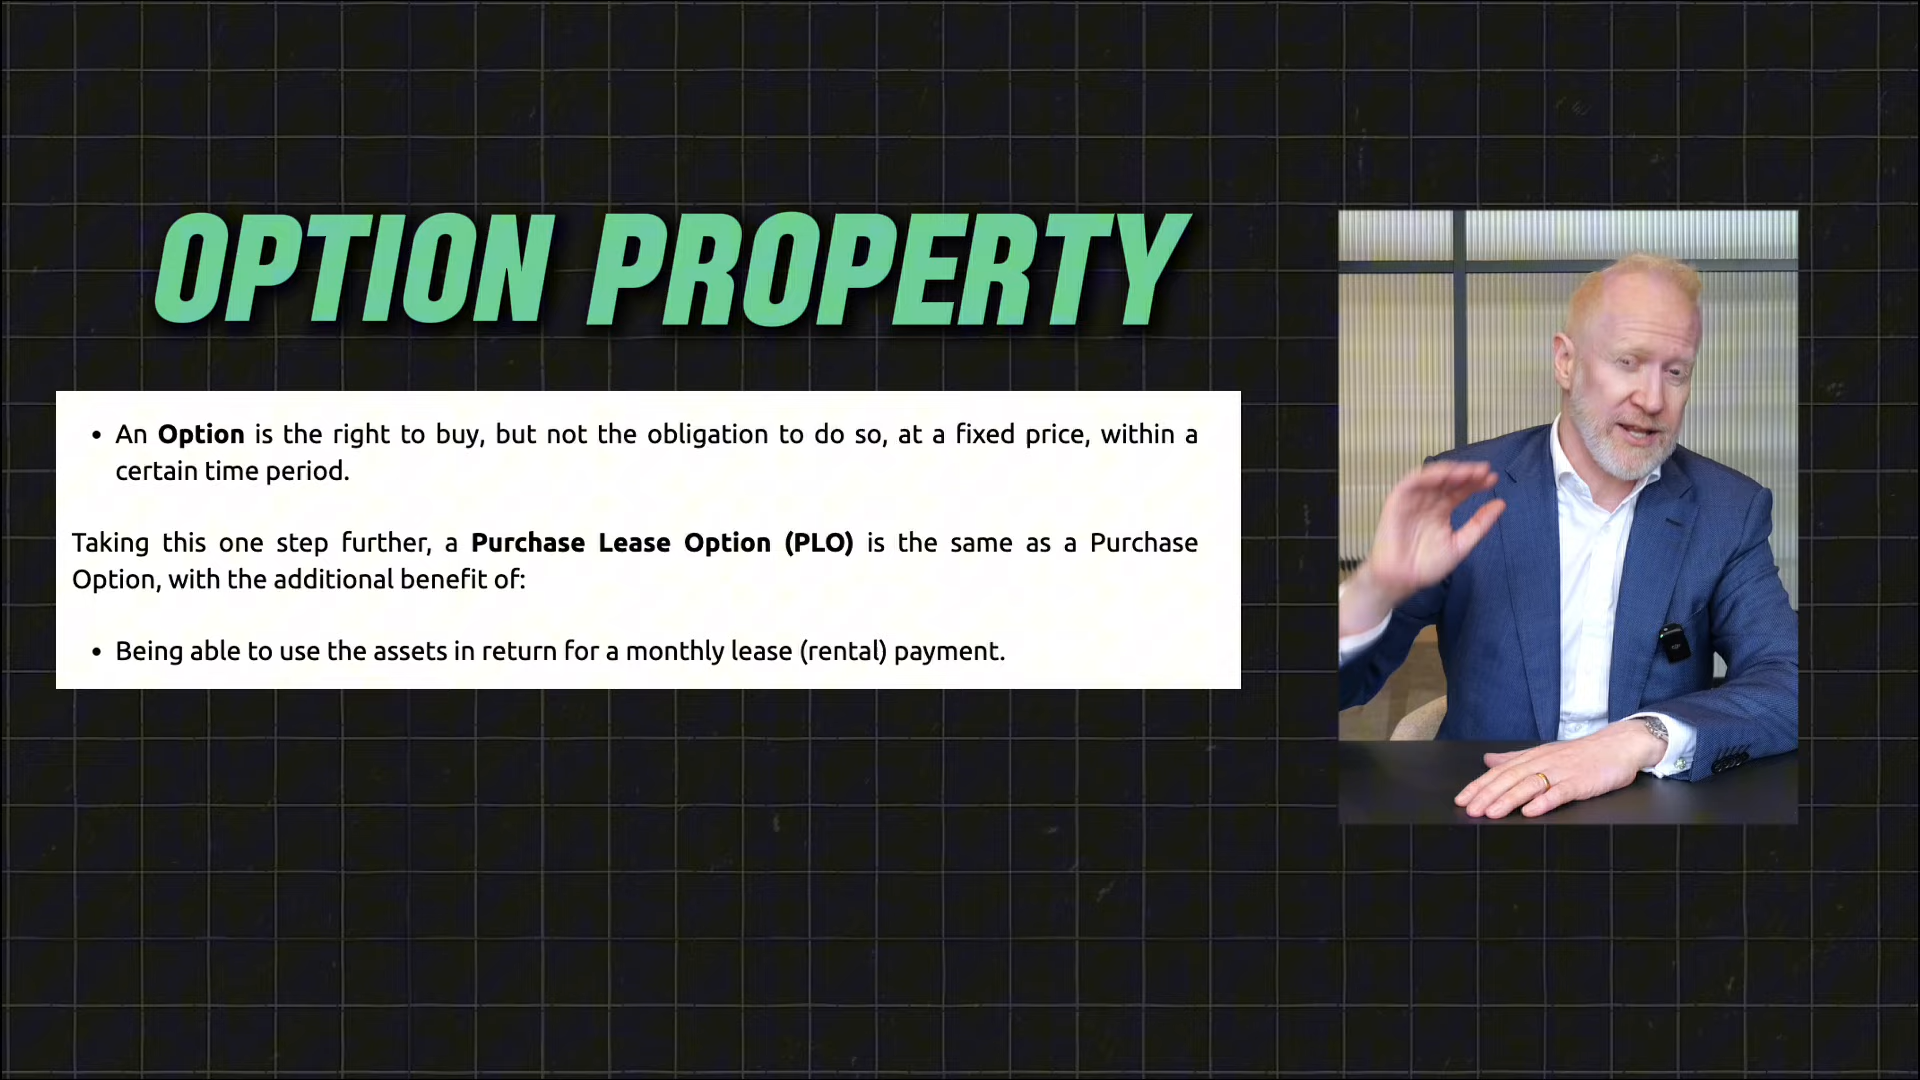 OPTION PROPERTY
• An Option is the right to buy, but not the obligation to do so, at a fixed price, within a
certain time period.
Taking this one step further, a Purchase Lease Option (PLO) is the same as a Purchase
Option, with the additional benefit of:
• Being able to use the assets in return for a monthly lease (rental) payment.